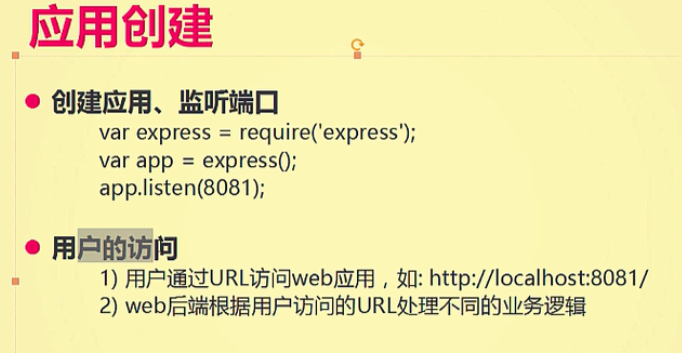 应用创建
创建应用、监听端口
var express = require('express');
var app = express();
app.listen(8081);
用户的访问
1) 用户通过URL访问web应用，如: http://localhost:8081/
2) web后端根据用户访问的URL处理不同的业务逻辑